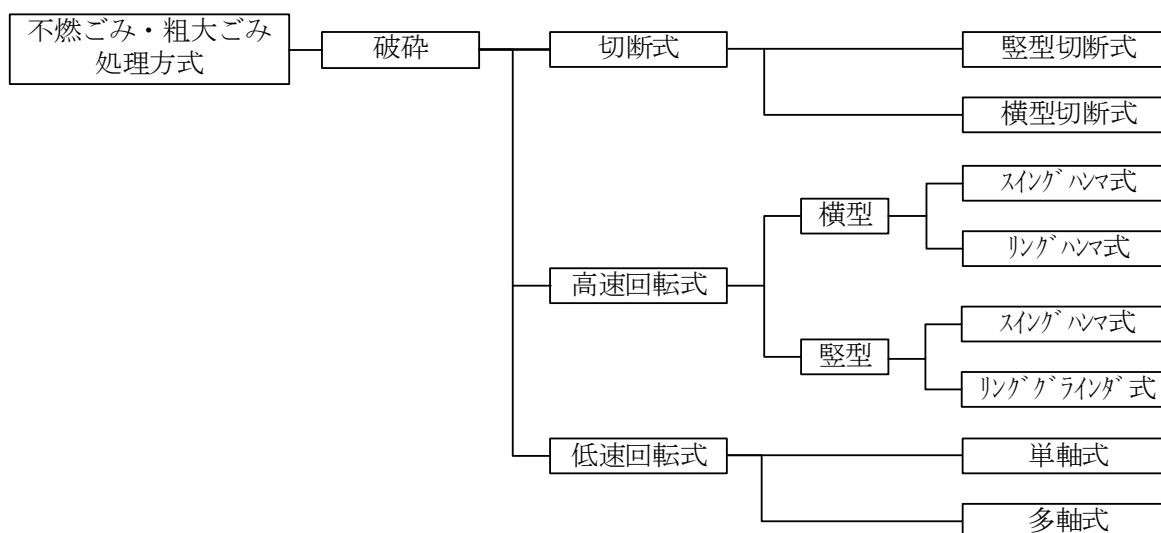 不燃ごみ・粗大ごみ
処理方式
破砕
切断式
竪型切断式
横型切断式
高速回転式
横型
スイングハンマ式
リングハンマ式
竪型
スイングハンマ式
リンググラインダ式
低速回転式
単軸式
多軸式